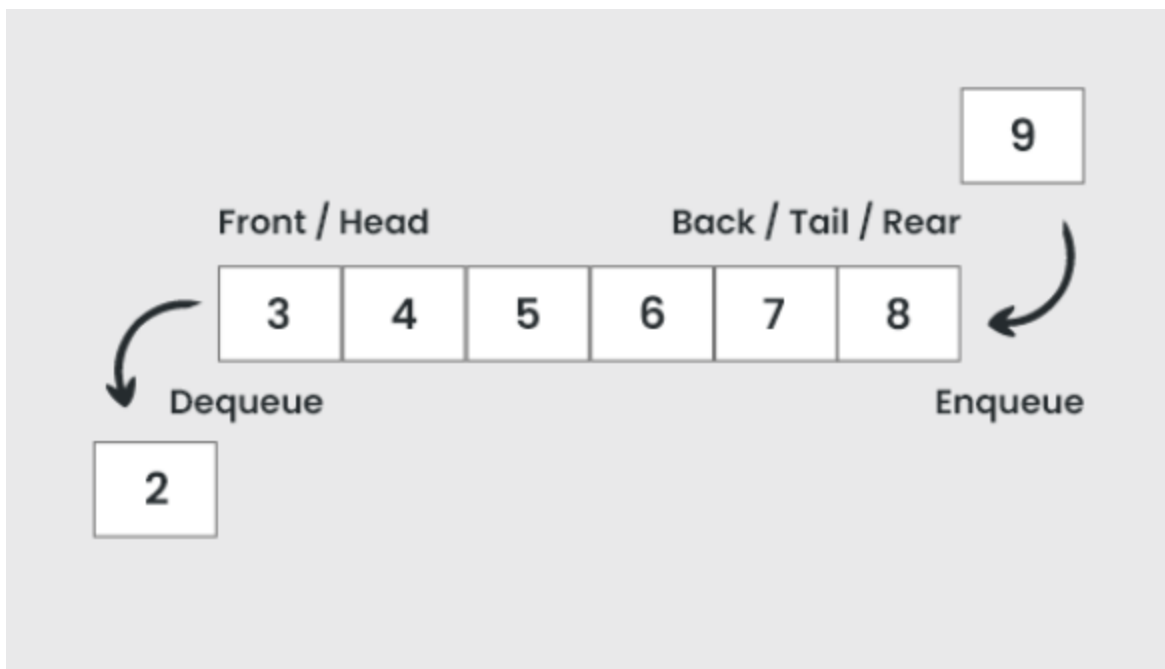 9
Front / Head
Back / Tail / Rear
3 4 5 6 7 8
Dequeue
Enqueue
2